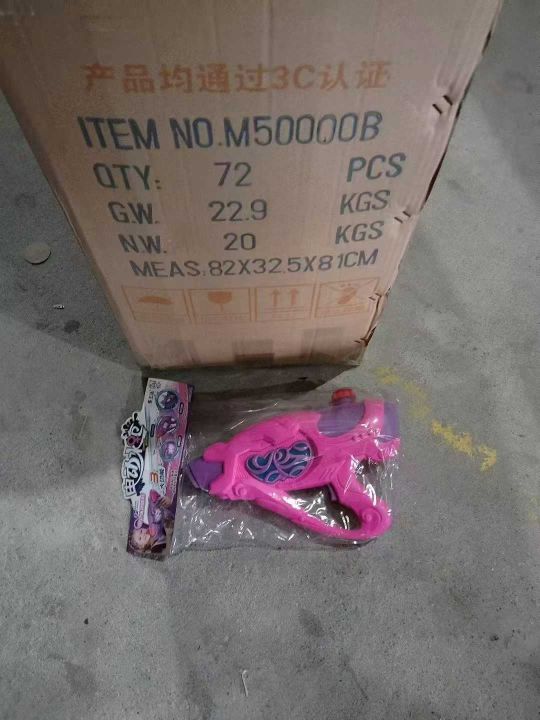 产品均通过3C认证
ITEM NO.M50000B
QTY: 72 PCS
G.W. 22.9 KGS
N.W. 20 KGS
MEAS:82X32.5X81CM